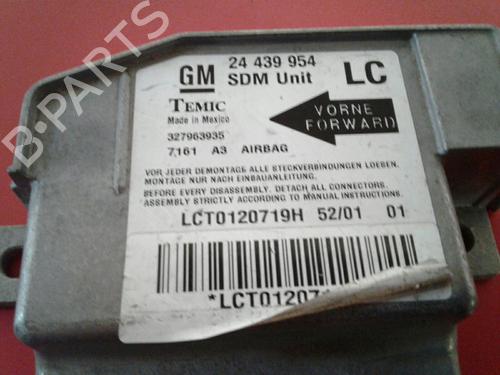 GM 24 439 954 LC
SDM Unit
TEMIC
Made in Mexico
VORNE
FORWARD
327963935
7,161 A3 AIRBAG
VOR JEDER DEMONTAGE ALLE STECKVERBINDUNGEN LOESEN.
MONTAGE NUR NACH EINBAUANLEITUNG.
BEFORE EVERY DISASSEMBLY, DETACH ALL CONNECTORS.
ASSEMBLY STRICTLY ACCORDING TO MANUAL INSTRUCTIONS.
LCT0120719H 52/01 01
*LCT012071
B-PARTS